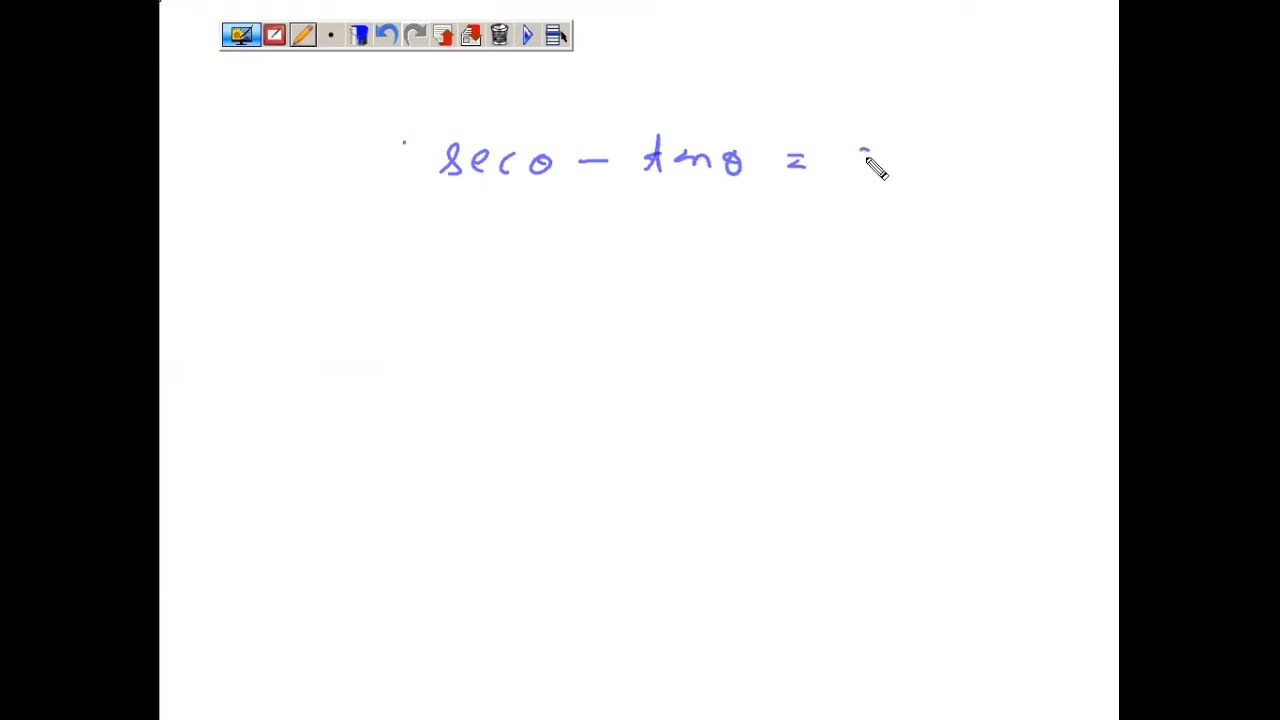 secθ - tanθ =